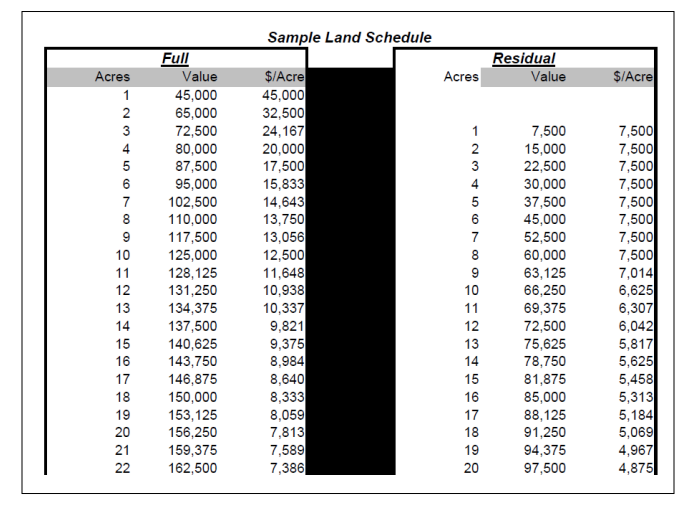 Sample Land Schedule
Full Residual
Acres Value $/Acre Acres Value $/Acre
1 45,000 45,000
2 65,000 32,500
3 72,500 24,167 1 7,500 7,500
4 80,000 20,000 2 15,000 7,500
5 87,500 17,500 3 22,500 7,500
6 95,000 15,833 4 30,000 7,500
7 102,500 14,643 5 37,500 7,500
8 110,000 13,750 6 45,000 7,500
9 117,500 13,056 7 52,500 7,500
10 125,000 12,500 8 60,000 7,500
11 128,125 11,648 9 63,125 7,014
12 131,250 10,938 10 66,250 6,625
13 134,375 10,337 11 69,375 6,307
14 137,500 9,821 12 72,500 6,042
15 140,625 9,375 13 75,625 5,817
16 143,750 8,984 14 78,750 5,625
17 146,875 8,640 15 81,875 5,458
18 150,000 8,333 16 85,000 5,313
19 153,125 8,059 17 88,125 5,184
20 156,250 7,813 18 91,250 5,069
21 159,375 7,589 19 94,375 4,967
22 162,500 7,386 20 97,500 4,875